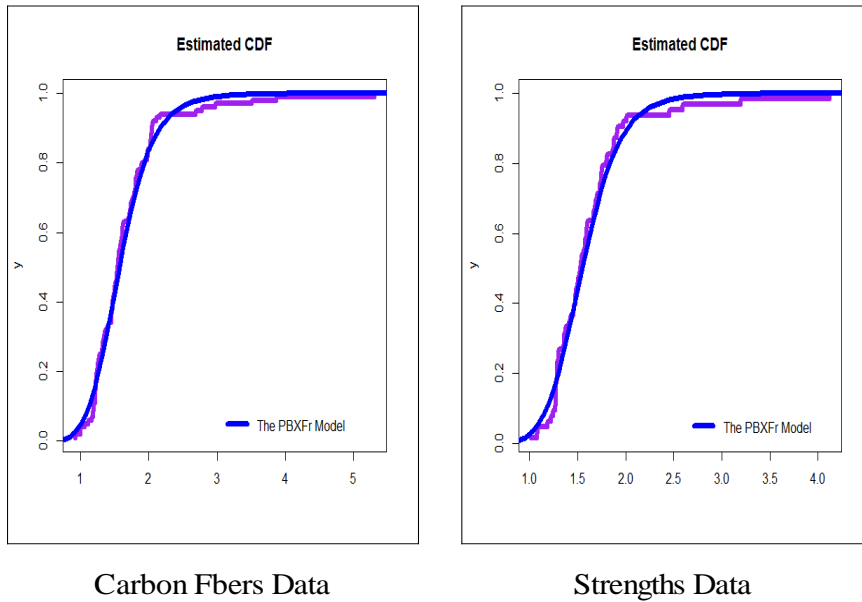 Estimated CDF
y
0.0
0.2
0.4
0.6
0.8
1.0
1 2 3 4 5
The PBXFr Model
Carbon Fbers Data
Estimated CDF
y
0.0
0.2
0.4
0.6
0.8
1.0
1.0 1.5 2.0 2.5 3.0 3.5 4.0
The PBXFr Model
Strengths Data